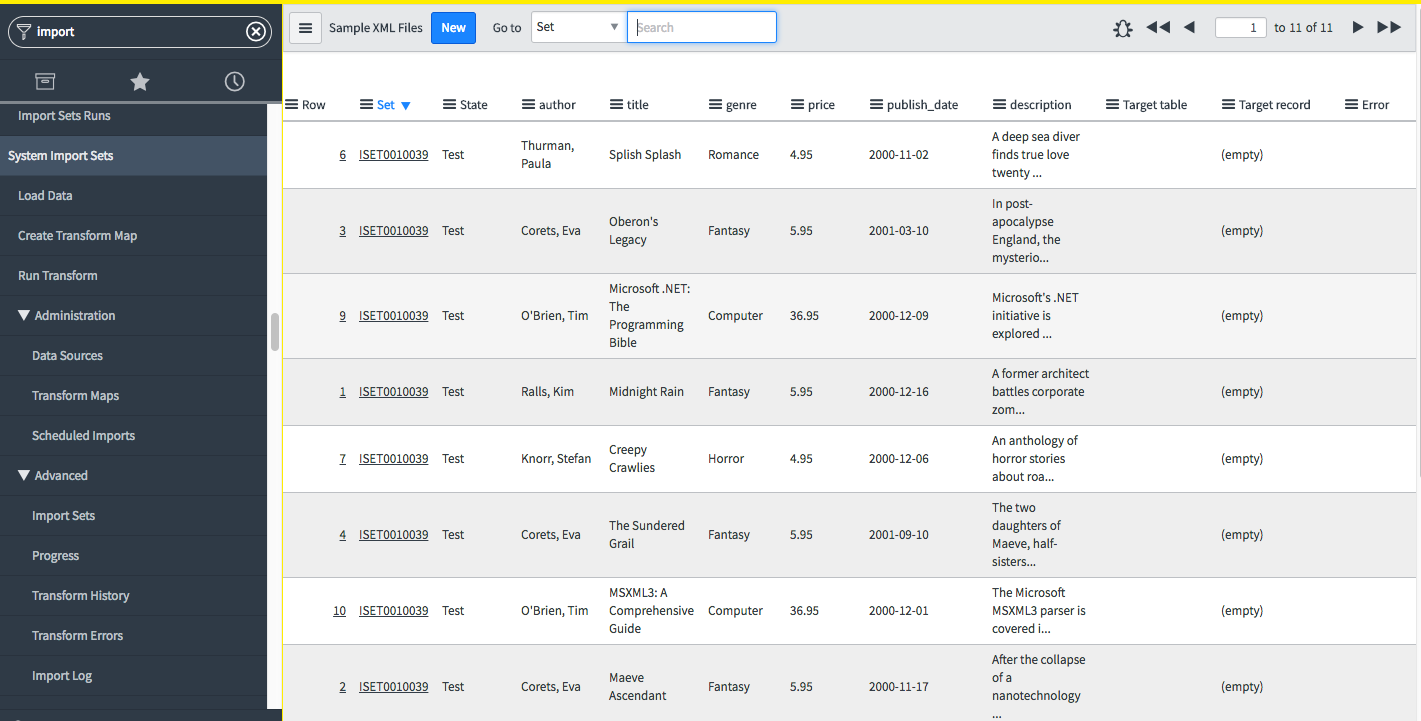 import
Import Sets Runs
System Import Sets
Load Data
Create Transform Map
Run Transform
Administration
Data Sources
Transform Maps
Scheduled Imports
Advanced
Import Sets
Progress
Transform History
Transform Errors
Import Log
Sample XML Files New Go to Set Search 1 to 11 of 11
Row Set State author title genre price publish_date description Target table Target record Error
6 ISET0010039 Test Thurman, Paula Splish Splash Romance 4.95 2000-11-02 A deep sea diver finds true love twenty ... (empty)
3 ISET0010039 Test Corets, Eva Oberon's Legacy Fantasy 5.95 2001-03-10 In post-apocalypse England, the mysterio... (empty)
9 ISET0010039 Test O'Brien, Tim Microsoft .NET: The Programming Bible Computer 36.95 2000-12-09 Microsoft's .NET initiative is explored ... (empty)
1 ISET0010039 Test Ralls, Kim Midnight Rain Fantasy 5.95 2000-12-16 A former architect battles corporate zom... (empty)
7 ISET0010039 Test Knorr, Stefan Creepy Crawlies Horror 4.95 2000-12-06 An anthology of horror stories about roa... (empty)
4 ISET0010039 Test Corets, Eva The Sundered Grail Fantasy 5.95 2001-09-10 The two daughters of Maeve, half-sisters... (empty)
10 ISET0010039 Test O'Brien, Tim MSXML3: A Comprehensive Guide Computer 36.95 2000-12-01 The Microsoft MSXML3 parser is covered i... (empty)
2 ISET0010039 Test Corets, Eva Maeve Ascendant Fantasy 5.95 2000-11-17 After the collapse of a nanotechnology ... (empty)